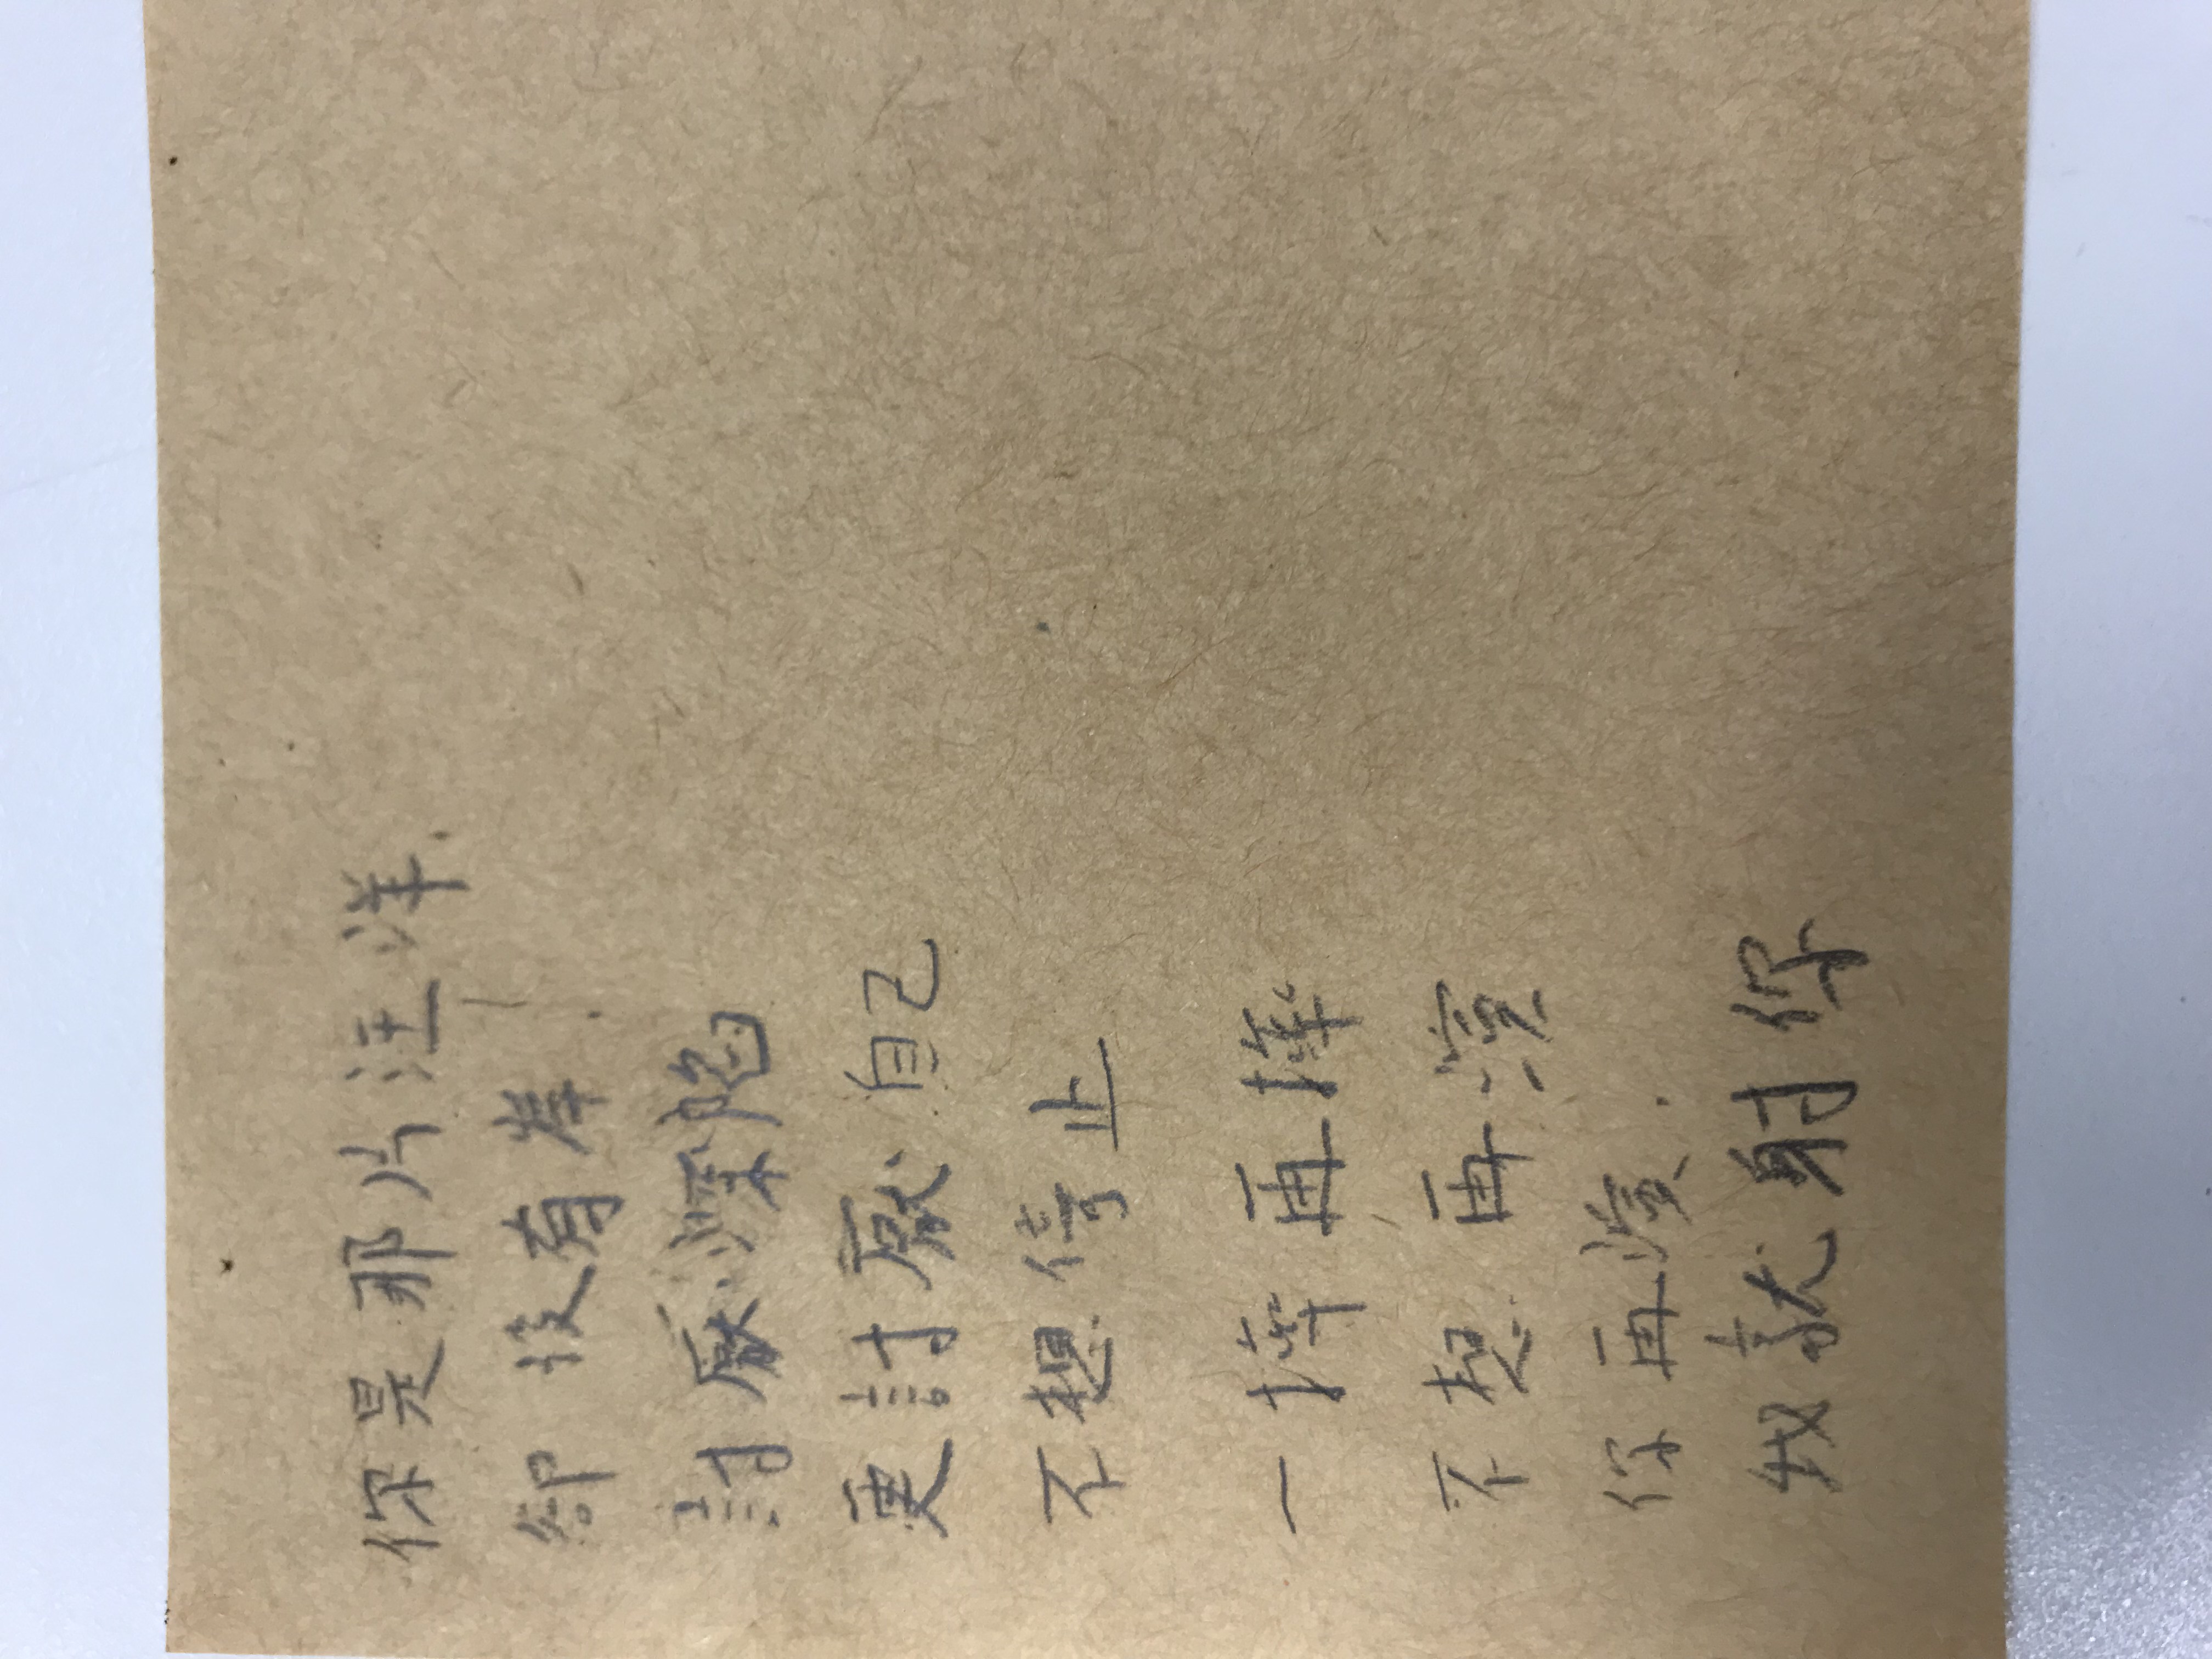 你是那片汪洋.
卻沒有岸.
討厭深陷
更討厭自己
不想停止
一摔再摔
不想再演
你再演.
我就射你